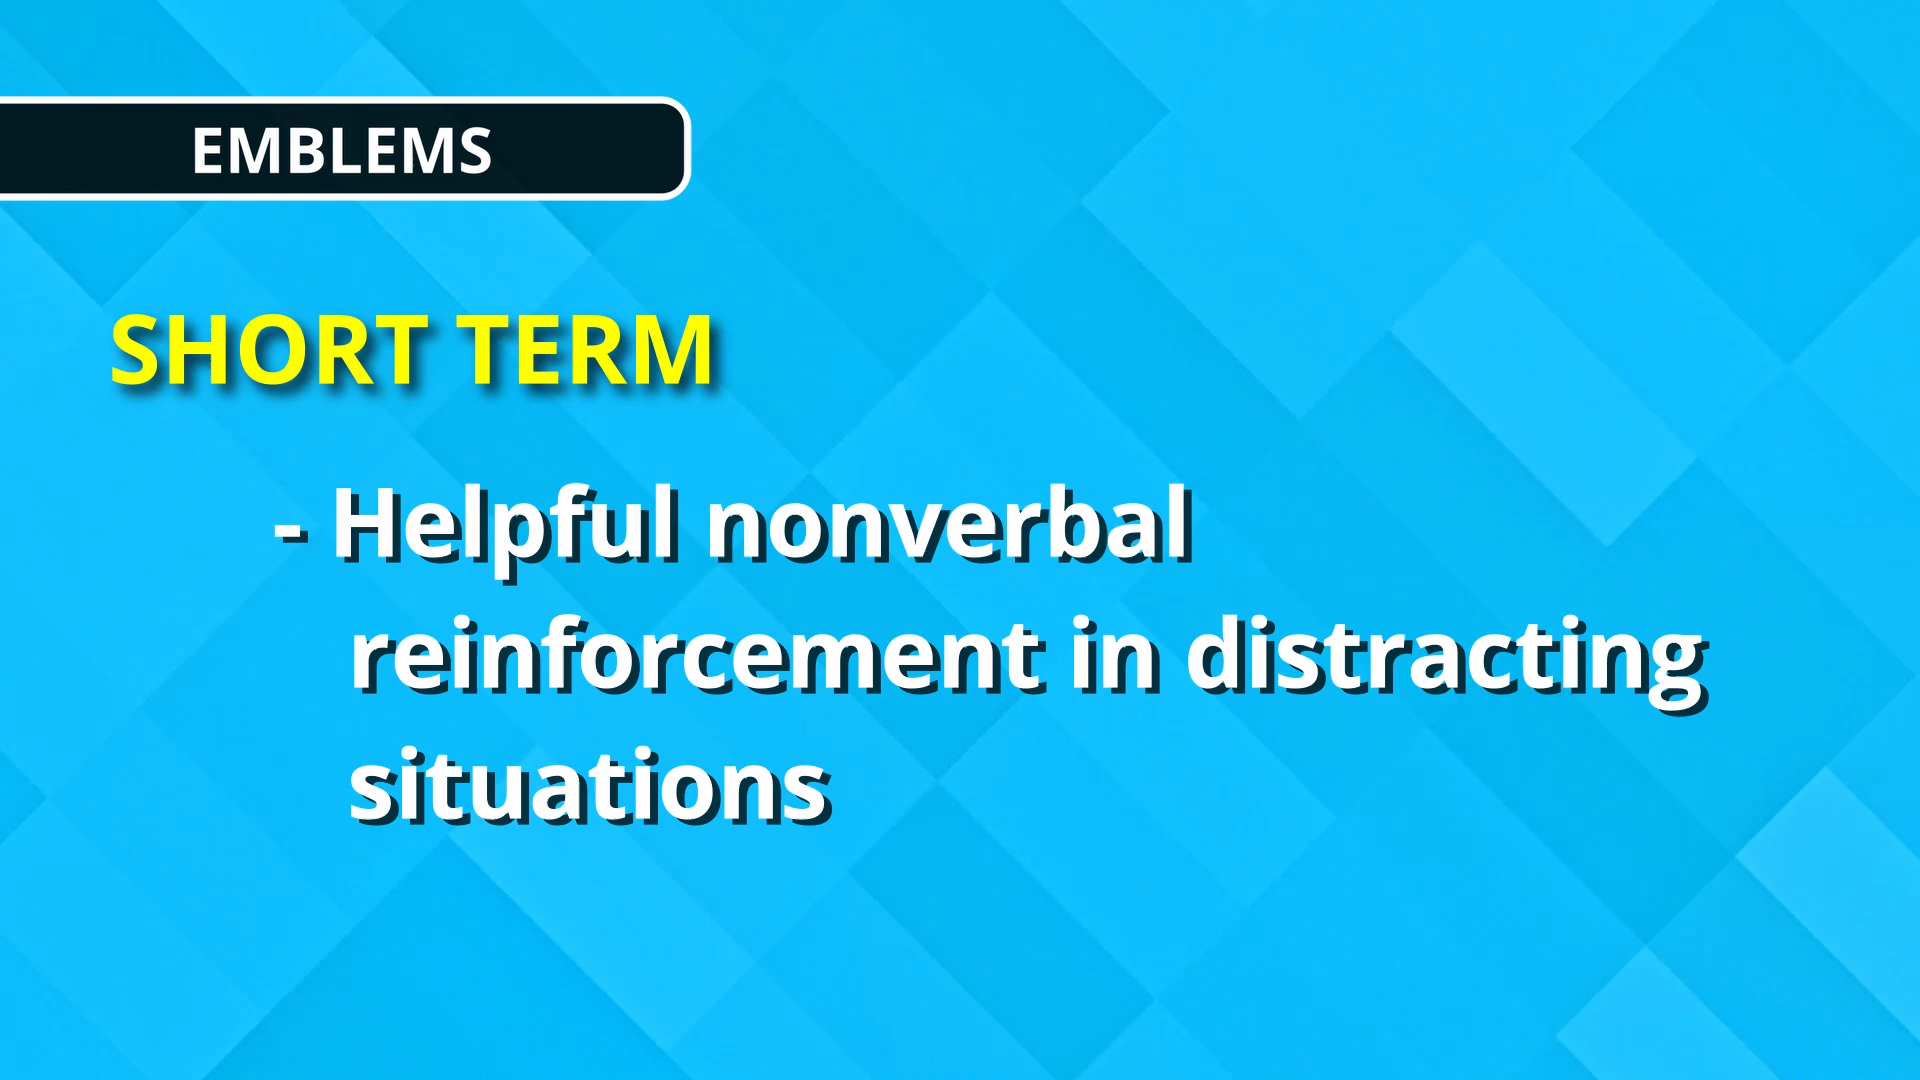 EMBLEMS
SHORT TERM
- Helpful nonverbal
reinforcement in distracting
situations